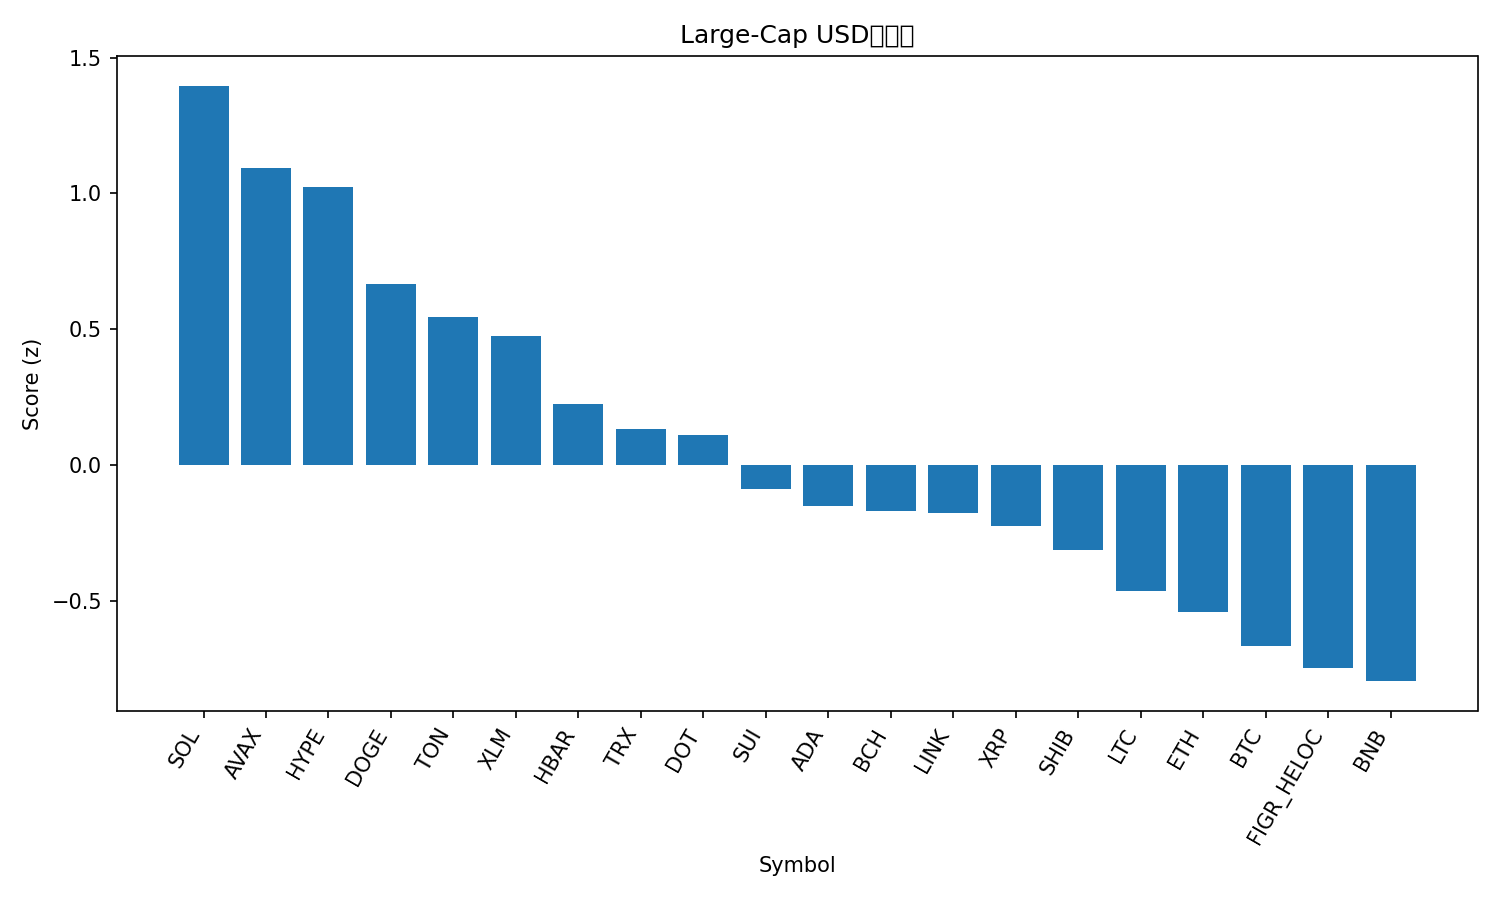 Large-Cap USD
1.5
1.0
0.5
0.0
−0.5
Score (z)
SOL
AVAX
HYPE
DOGE
TON
XLM
HBAR
TRX
DOT
SUI
ADA
BCH
LINK
XRP
SHIB
LTC
ETH
BTC
FIGR_HELOC
BNB
Symbol